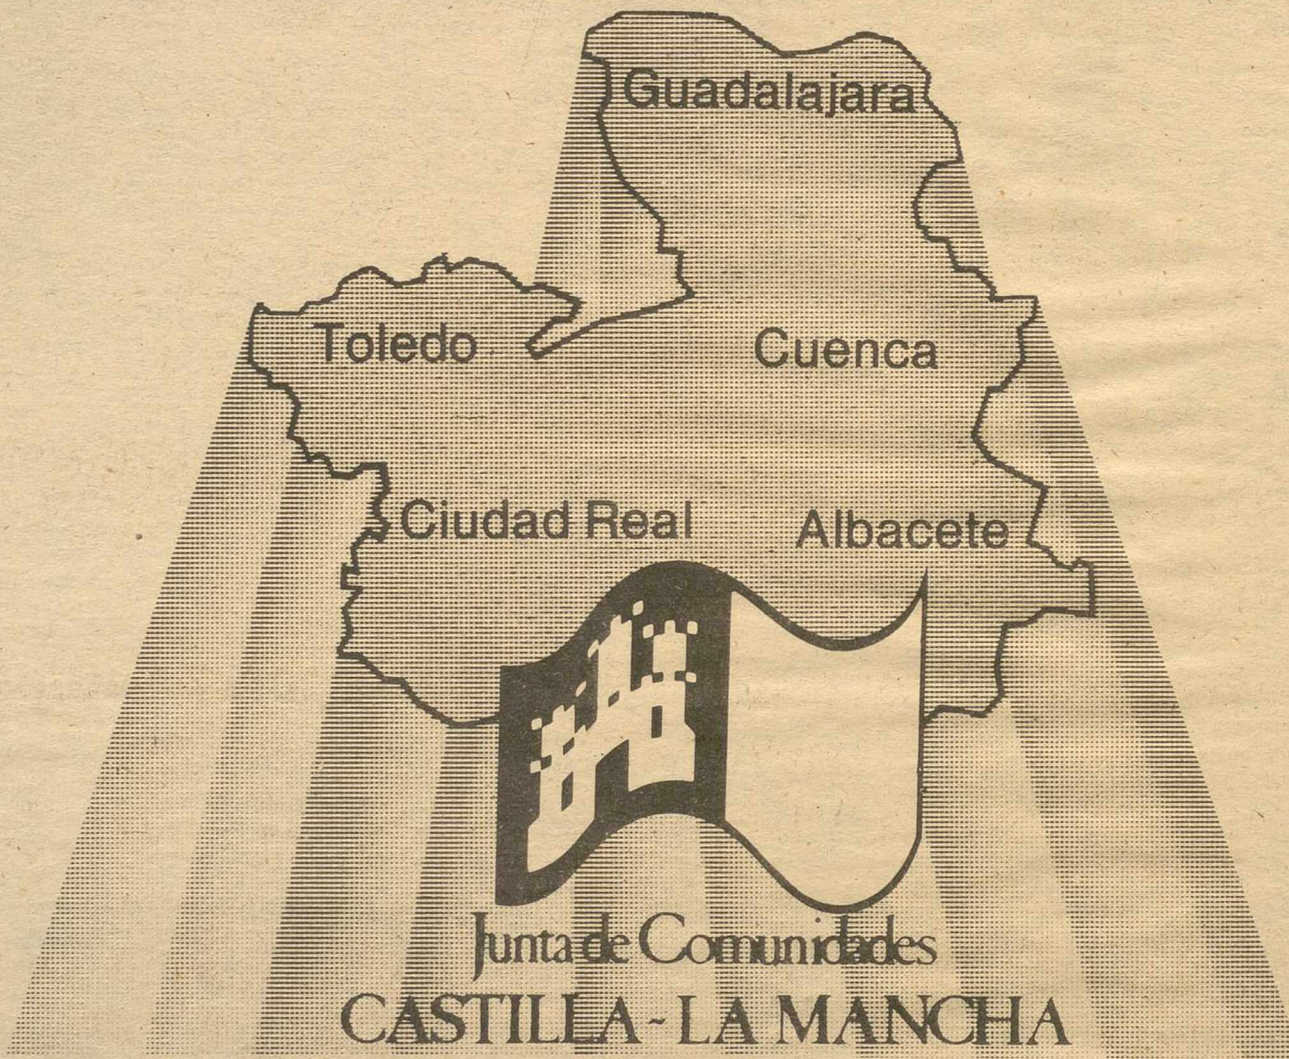 Guadalajara
Toledo
Cuenca
Ciudad Real
Albacete
Junta de Comunidades
CASTILLA-LA MANCHA